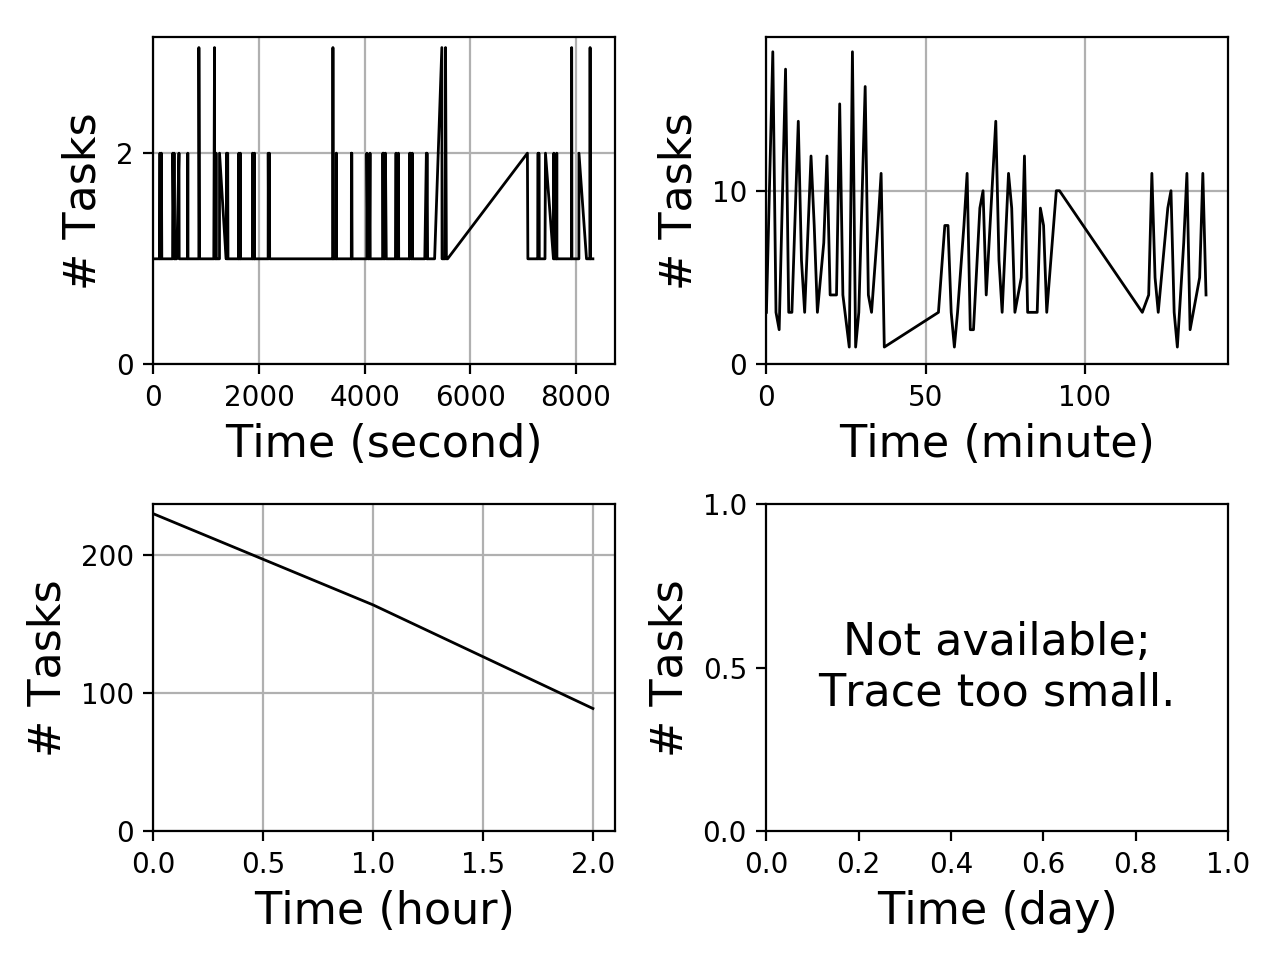 # Tasks
2
0
0 2000 4000 6000 8000
Time (second)
# Tasks
10
0
0 50 100
Time (minute)
# Tasks
200
100
0
0.0 0.5 1.0 1.5 2.0
Time (hour)
# Tasks
1.0
0.5
0.0
Not available;
Trace too small.
0.0 0.2 0.4 0.6 0.8 1.0
Time (day)